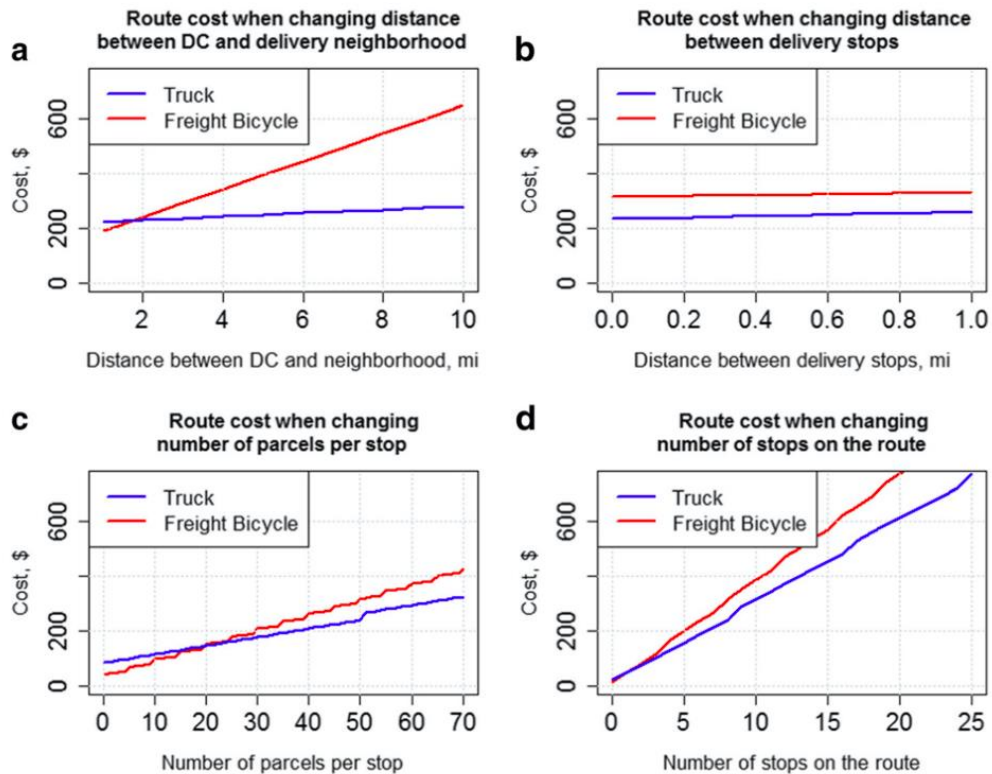 a
Route cost when changing distance
between DC and delivery neighborhood
Truck
Freight Bicycle
Cost, $
600
200
0
2 4 6 8 10
Distance between DC and neighborhood, mi
b
Route cost when changing distance
between delivery stops
Truck
Freight Bicycle
Cost, $
600
200
0
0.0 0.2 0.4 0.6 0.8 1.0
Distance between delivery stops, mi
c
Route cost when changing
number of parcels per stop
Truck
Freight Bicycle
Cost, $
600
200
0
0 10 20 30 40 50 60 70
Number of parcels per stop
d
Route cost when changing
number of stops on the route
Truck
Freight Bicycle
Cost, $
600
200
0
0 5 10 15 20 25
Number of stops on the route